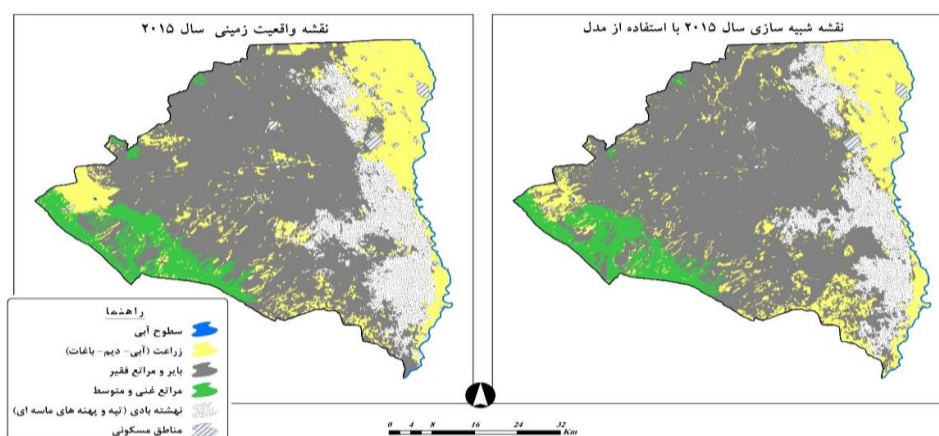 نقشه واقعیت زمینی سال ۲۰۱۵
نقشه شبیه سازی سال ۲۰۱۵ با استفاده از مدل
راهنما
سطوح آبی
زراعت (آبی- دیم- باغات)
بایر و مراتع فقیر
مراتع غنی و متوسط
نهشته بادی (تپه و پهنه های ماسه ای)
مناطق مسکونی
0 2 4 8 16 24 32
Km